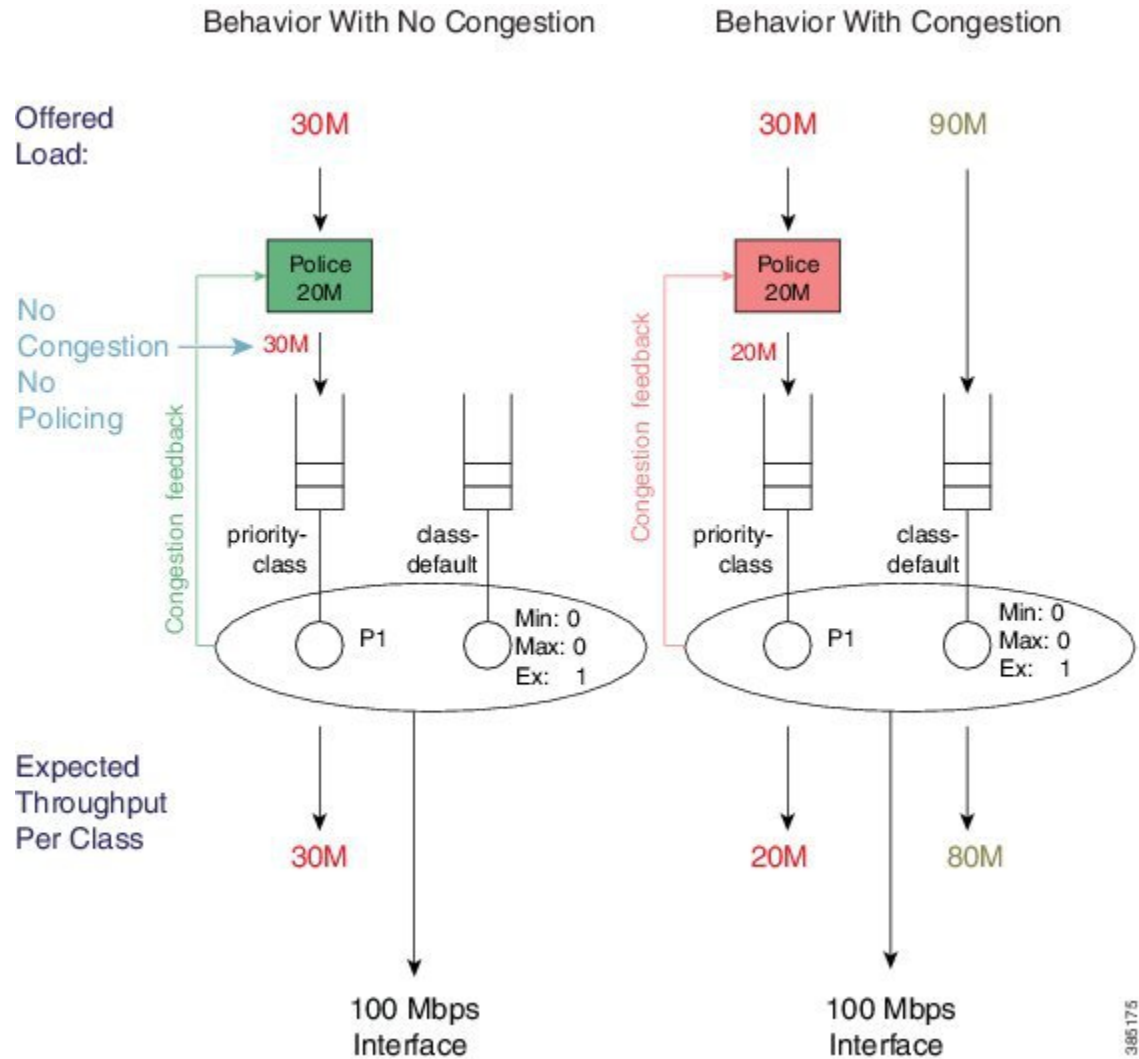 Behavior With No Congestion
Behavior With Congestion
Offered
Load:
30M
30M
90M
Police
20M
Police
20M
No
Congestion
No
Policing
30M
20M
Congestion feedback
Congestion feedback
priority-
class
class-
default
priority-
class
class-
default
P1
Min: 0
Max: 0
Ex: 1
P1
Min: 0
Max: 0
Ex: 1
Expected
Throughput
Per Class
30M
20M
80M
100 Mbps
Interface
100 Mbps
Interface
385175